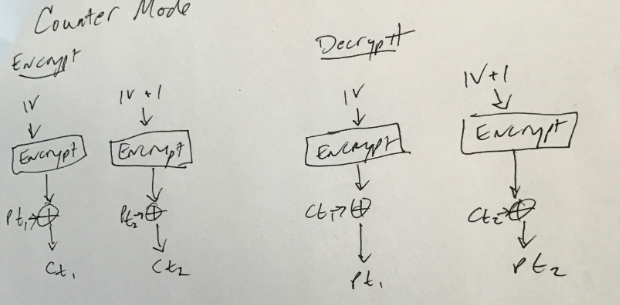 Counter Mode
Encrypt
Decrypt
IV
IV+1
IV
IV+1
Encrypt
Encrypt
Encrypt
Encrypt
Pt1
Pt2
Ct1
Ct2
Ct1
Ct2
Pt1
Pt2